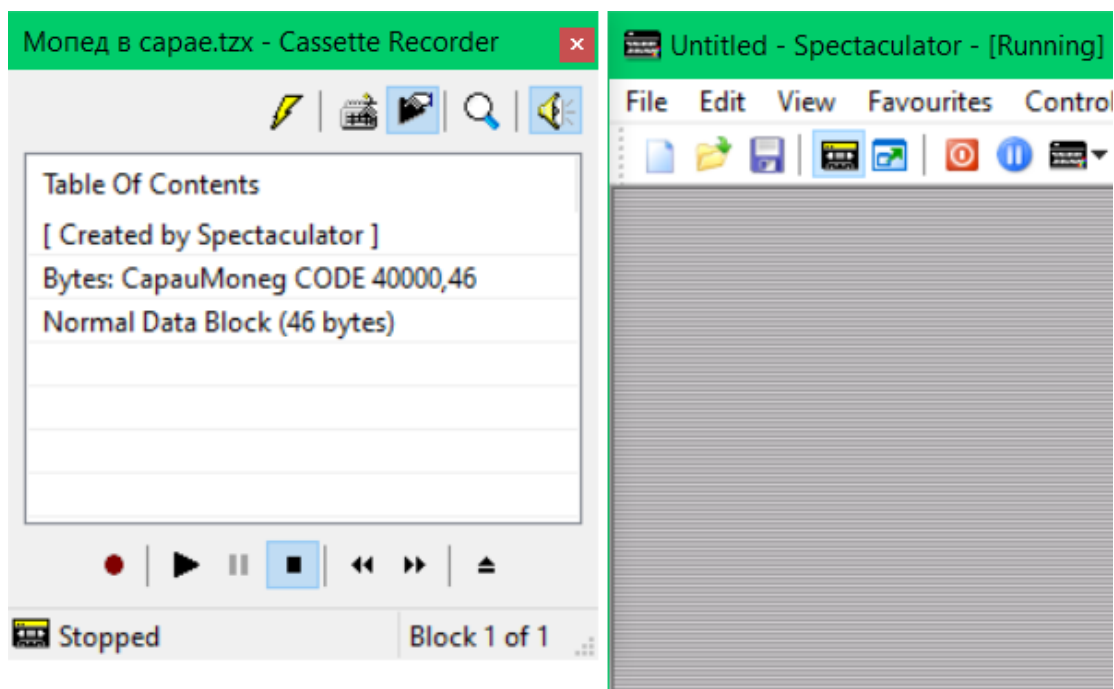 Мопед в сарае.tzx - Cassette Recorder
Table Of Contents
[ Created by Spectaculator ]
Bytes: CapauMoneg CODE 40000,46
Normal Data Block (46 bytes)
Stopped
Block 1 of 1
Untitled - Spectaculator - [Running]
File Edit View Favourites Control